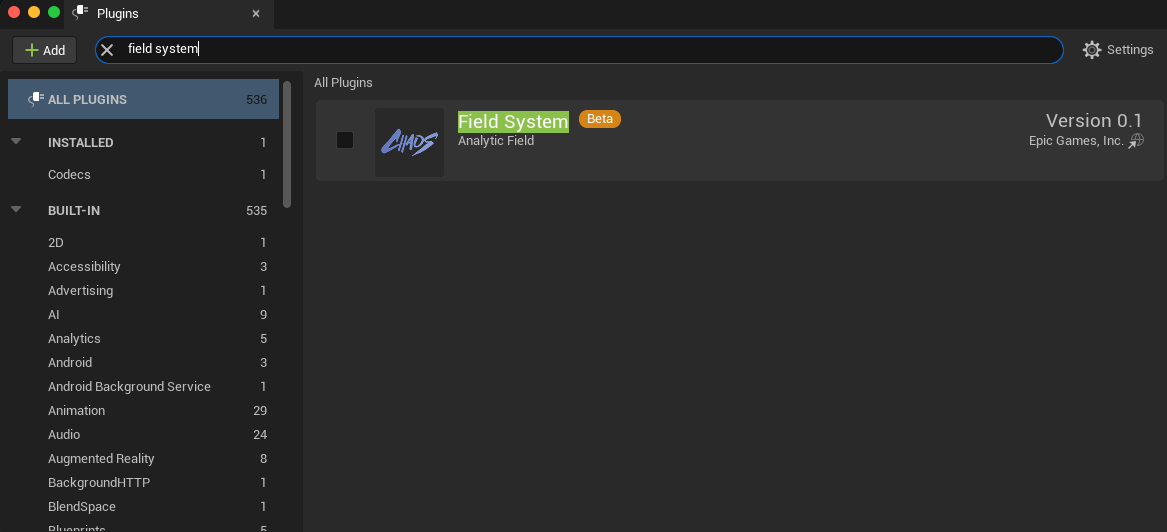 Plugins
Add
field system
Settings
ALL PLUGINS 536
INSTALLED 1
Codecs 1
BUILT-IN 535
2D 1
Accessibility 3
Advertising 1
AI 9
Analytics 5
Android 3
Android Background Service 1
Animation 29
Audio 24
Augmented Reality 8
BackgroundHTTP 1
BlendSpace 1
Blueprints 5
All Plugins
CHAOS
Field System Beta
Analytic Field
Version 0.1
Epic Games, Inc.